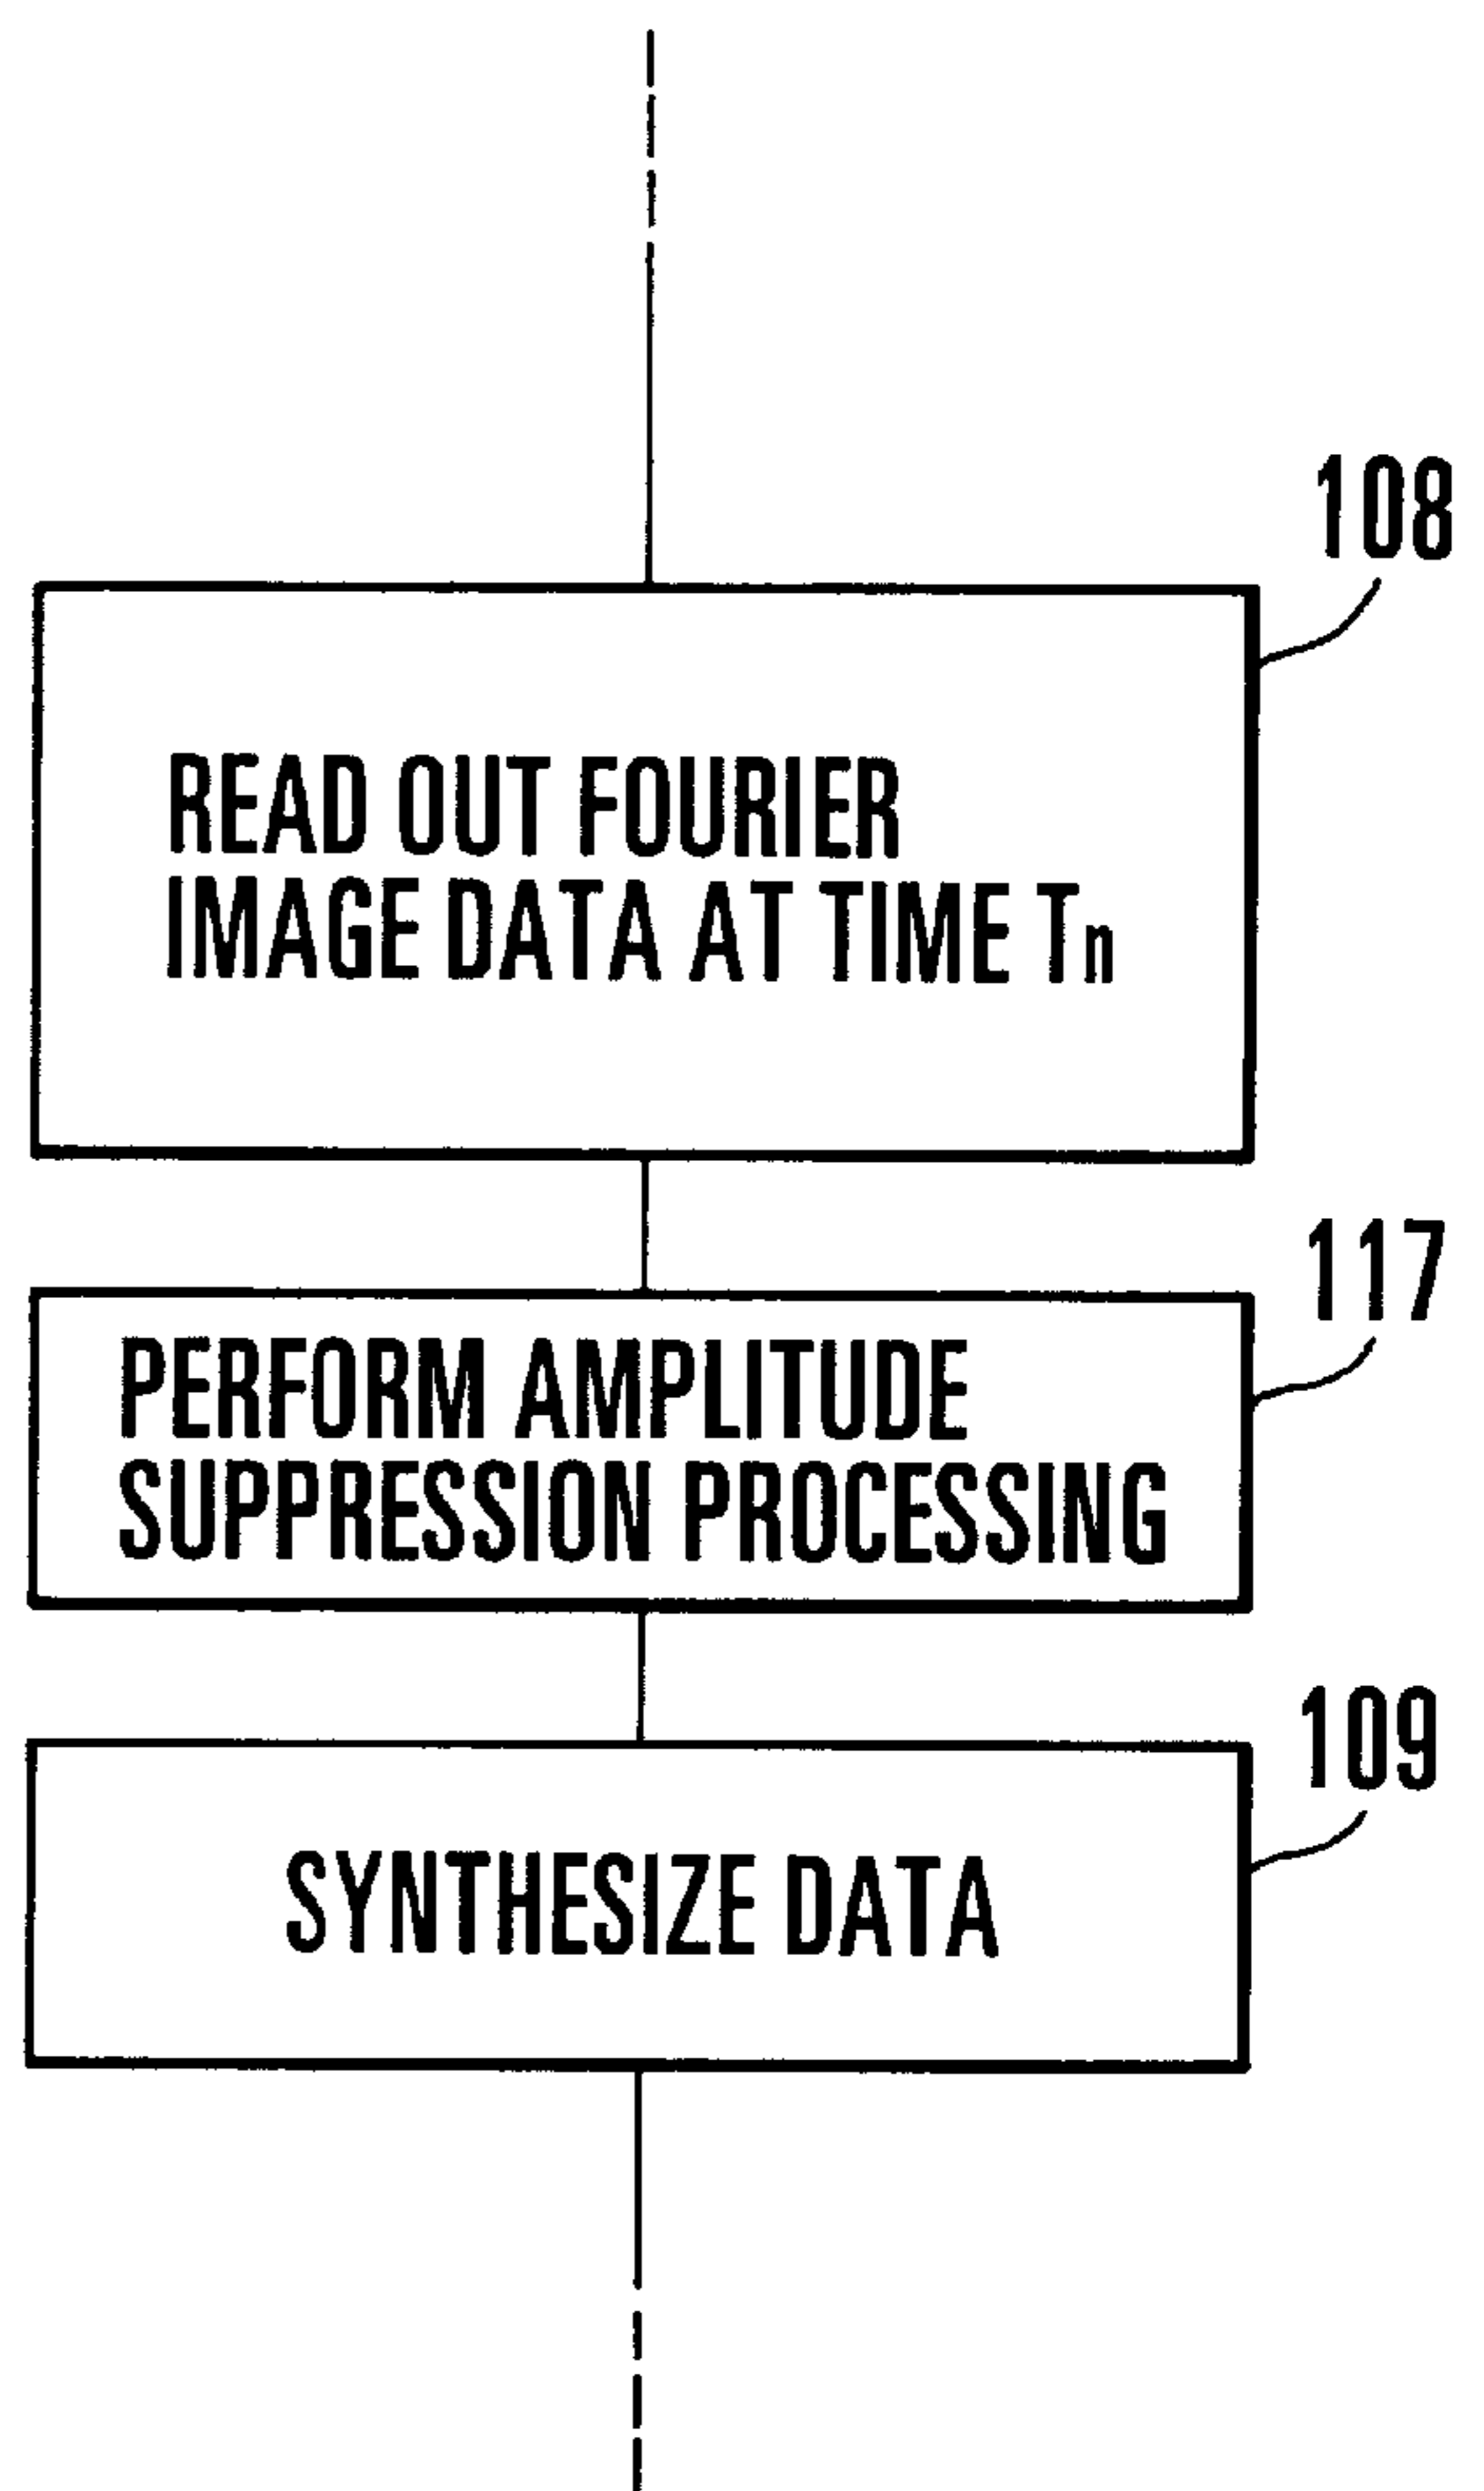 108
READ OUT FOURIER
IMAGE DATA AT TIME Tn
117
PERFORM AMPLITUDE
SUPPRESSION PROCESSING
109
SYNTHESIZE DATA